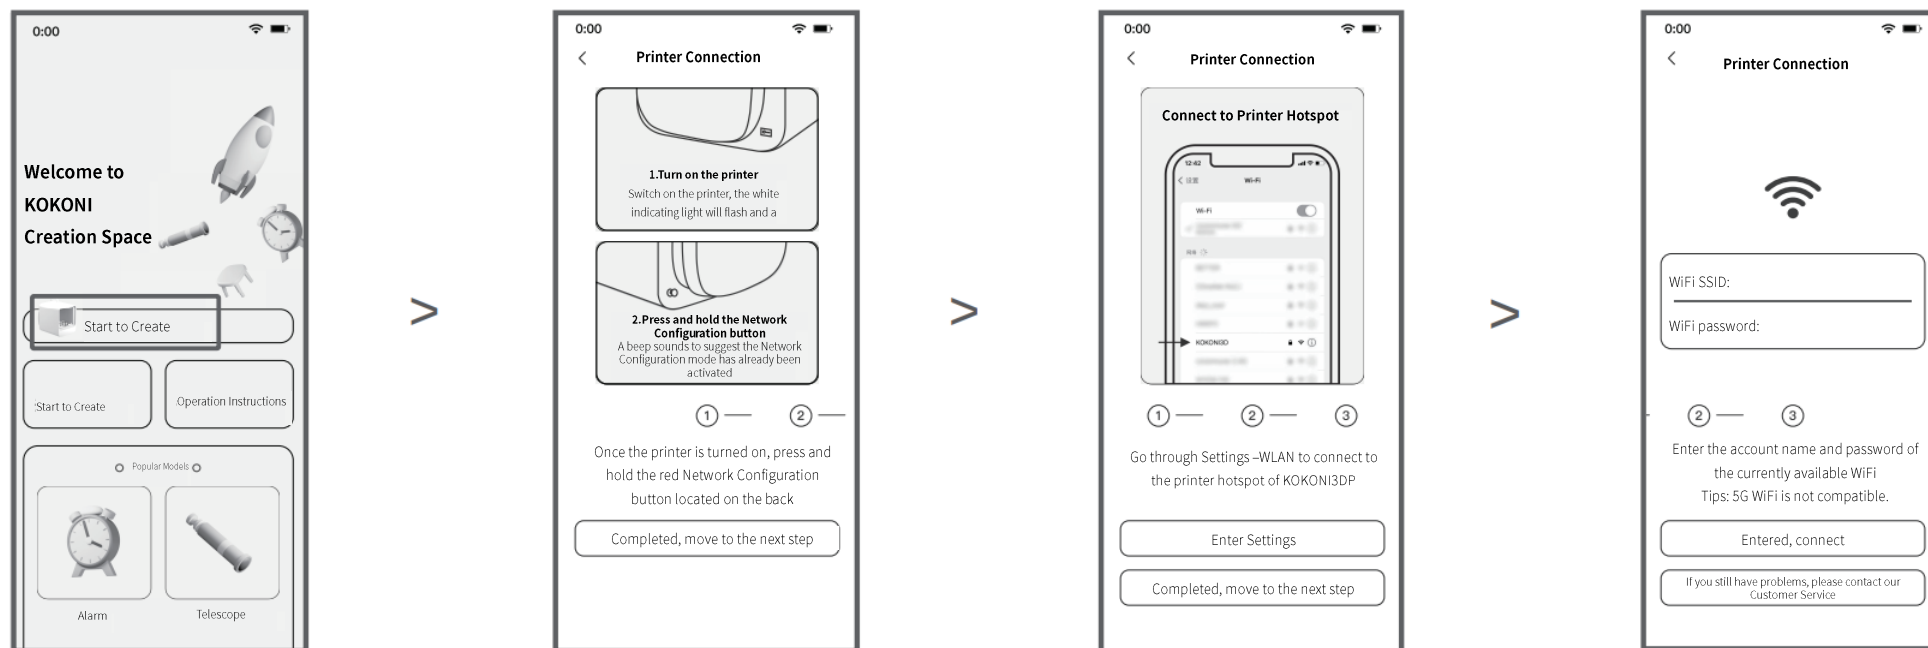 0:00
Welcome to
KOKONI
Creation Space
Start to Create
Start to Create
Operation Instructions
Popular Models
Alarm
Telescope
>
0:00
Printer Connection
1.Turn on the printer
Switch on the printer, the white
indicating light will flash and a
2.Press and hold the Network
Configuration button
A beep sounds to suggest the Network
Configuration mode has already been
activated
1
2
Once the printer is turned on, press and
hold the red Network Configuration
button located on the back
Completed, move to the next step
>
0:00
Printer Connection
Connect to Printer Hotspot
12:42
Wi-Fi
Wi-Fi
KOKONI3D
1
2
3
Go through Settings –WLAN to connect to
the printer hotspot of KOKONI3DP
Enter Settings
Completed, move to the next step
>
0:00
Printer Connection
WiFi SSID:
WiFi password:
2
3
Enter the account name and password of
the currently available WiFi
Tips: 5G WiFi is not compatible.
Entered, connect
If you still have problems, please contact our
Customer Service